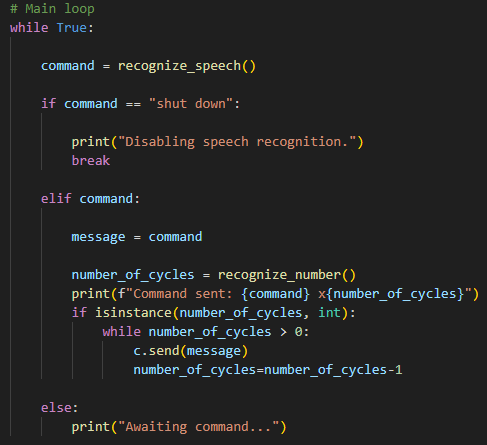 # Main loop
while True:
command = recognize_speech()
if command == "shut down":
print("Disabling speech recognition.")
break
elif command:
message = command
number_of_cycles = recognize_number()
print(f"Command sent: {command} x{number_of_cycles}")
if isinstance(number_of_cycles, int):
while number_of_cycles > 0:
c.send(message)
number_of_cycles=number_of_cycles-1
else:
print("Awaiting command...")